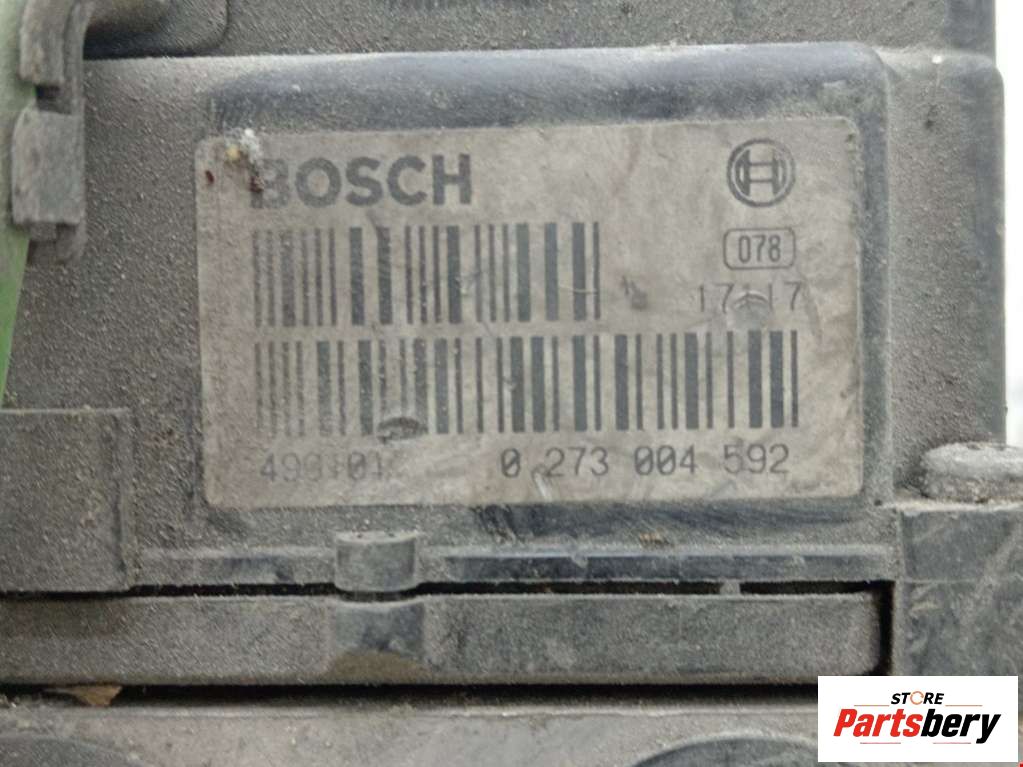 BOSCH
078
0 273 004 592
STORE
Partsbery